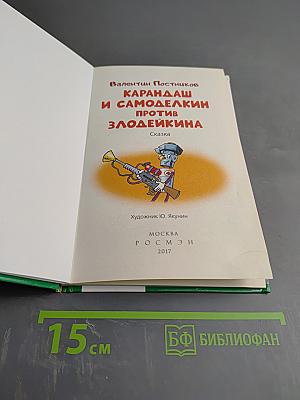 Валентин Постников
КАРАНДАШ
И САМОДЕЛКИН
ПРОТИВ
ЗЛОДЕЙКИНА
Сказка
Художник Ю. Якунин
МОСКВА
РОСМЭН
2017
15 см
БФ БИБЛИОФАН